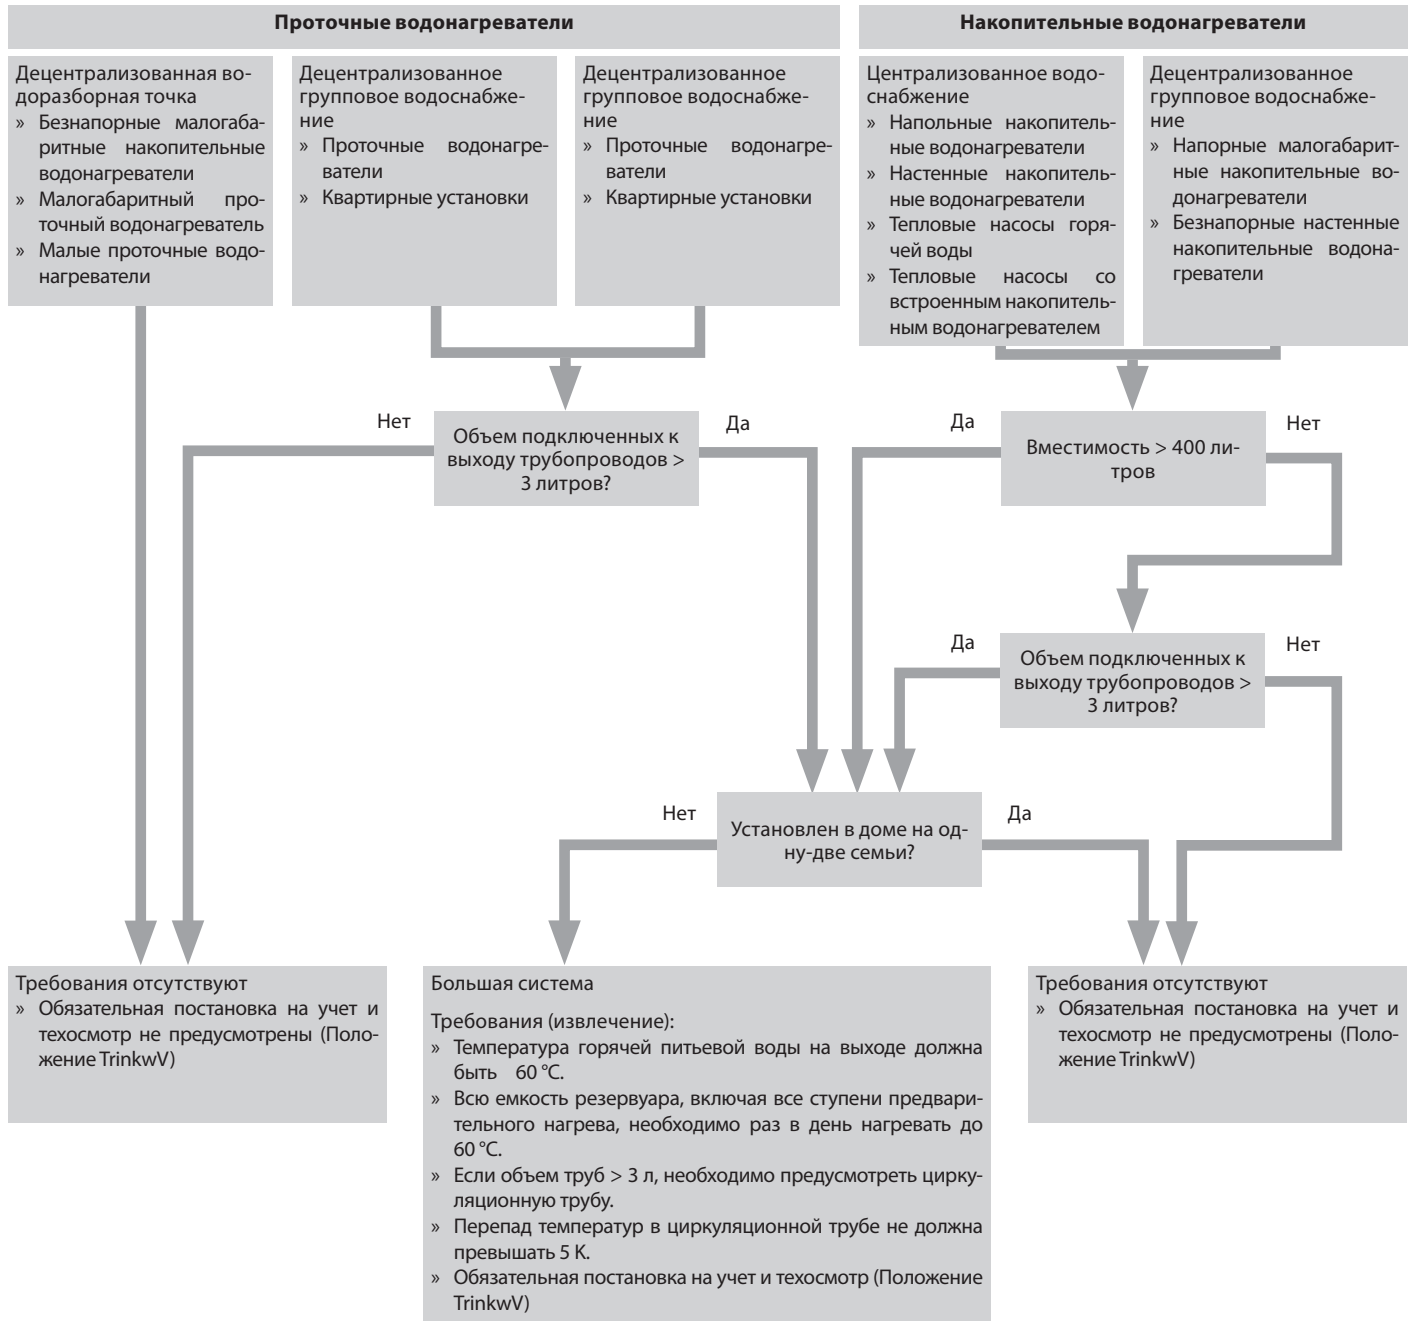 Проточные водонагреватели
Накопительные водонагреватели
Децентрализованная во-
доразборная точка
» Безнапорные малогаба-
ритные накопительные
водонагреватели
» Малогабаритный про-
точный водонагреватель
» Малые проточные водо-
нагреватели
Децентрализованное
групповое водоснабже-
ние
» Проточные водонагре-
ватели
» Квартирные установки
Децентрализованное
групповое водоснабже-
ние
» Проточные водонагре-
ватели
» Квартирные установки
Централизованное водо-
снабжение
» Напольные накопитель-
ные водонагреватели
» Настенные накопитель-
ные водонагреватели
» Тепловые насосы горя-
чей воды
» Тепловые насосы со
встроенным накопитель-
ным водонагревателем
Децентрализованное
групповое водоснабже-
ние
» Напорные малогабарит-
ные накопительные во-
донагреватели
» Безнапорные настенные
накопительные водона-
греватели
Нет
Объем подключенных к
выходу трубопроводов >
3 литров?
Да
Да
Вместимость > 400 ли-
тров
Нет
Да
Объем подключенных к
выходу трубопроводов >
3 литров?
Нет
Нет
Установлен в доме на од-
ну-две семьи?
Да
Требования отсутствуют
» Обязательная постановка на учет и
техосмотр не предусмотрены (Поло-
жение TrinkwV)
Большая система
Требования (извлечение):
» Температура горячей питьевой воды на выходе должна
быть 60 °C.
» Всю емкость резервуара, включая все ступени предвари-
тельного нагрева, необходимо раз в день нагревать до
60 °C.
» Если объем труб > 3 л, необходимо предусмотреть цирку-
ляционную трубу.
» Перепад температур в циркуляционной трубе не должна
превышать 5 K.
» Обязательная постановка на учет и техосмотр (Положение
TrinkwV)
Требования отсутствуют
» Обязательная постановка на учет и
техосмотр не предусмотрены (Поло-
жение TrinkwV)